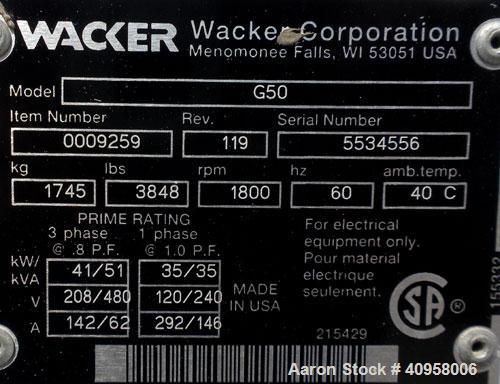 WACKER Wacker Corporation
Menomonee Falls, WI 53051 USA
Model G50
Item Number Rev. Serial Number
0009259 119 5534556
kg lbs rpm hz amb.temp.
1745 3848 1800 60 40 C
PRIME RATING
3 phase 1 phase
@ .8 P.F. @ 1.0 P.F.
kW/
kVA 41/51 35/35
V 208/480 120/240
A 142/62 292/146
MADE
IN USA
For electrical
equipment only.
Pour material
electrique
seulement.
215429
SA
Aaron Stock # 40958006